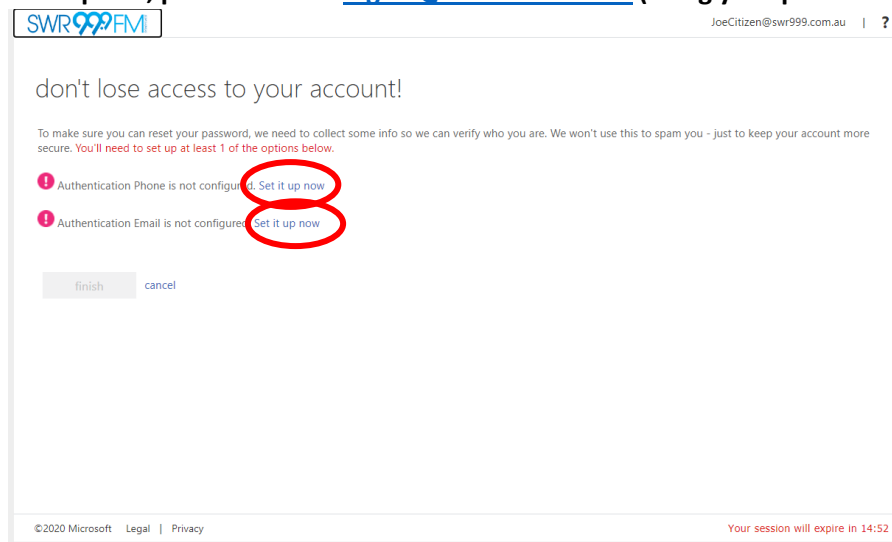 SWR999FM
JoeCitizen@swr999.com.au | ?
don't lose access to your account!
To make sure you can reset your password, we need to collect some info so we can verify who you are. We won't use this to spam you - just to keep your account more
secure. You'll need to set up at least 1 of the options below.
! Authentication Phone is not configured. Set it up now
! Authentication Email is not configured. Set it up now
finish cancel
©2020 Microsoft Legal | Privacy
Your session will expire in 14:52